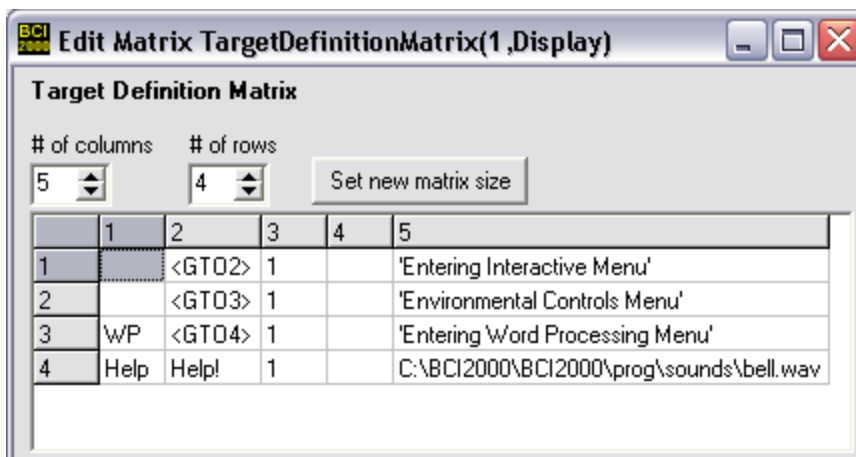 BCI 2000 Edit Matrix TargetDefinitionMatrix(1,Display)
Target Definition Matrix
# of columns # of rows
5 4 Set new matrix size
1 2 3 4 5
1 <GTO2> 1 'Entering Interactive Menu'
2 <GTO3> 1 'Environmental Controls Menu'
3 WP <GTO4> 1 'Entering Word Processing Menu'
4 Help Help! 1 C:\BCI2000\BCI2000\prog\sounds\bell.wav